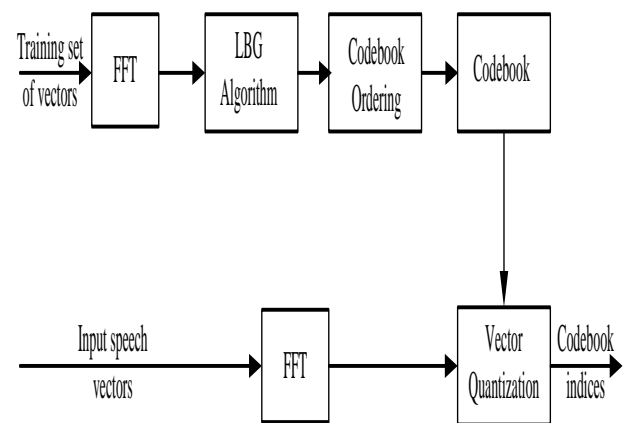 Training set
of vectors
FFT
LBG
Algorithm
Codebook
Ordering
Codebook
Input speech
vectors
FFT
Vector
Quantization
Codebook
indices